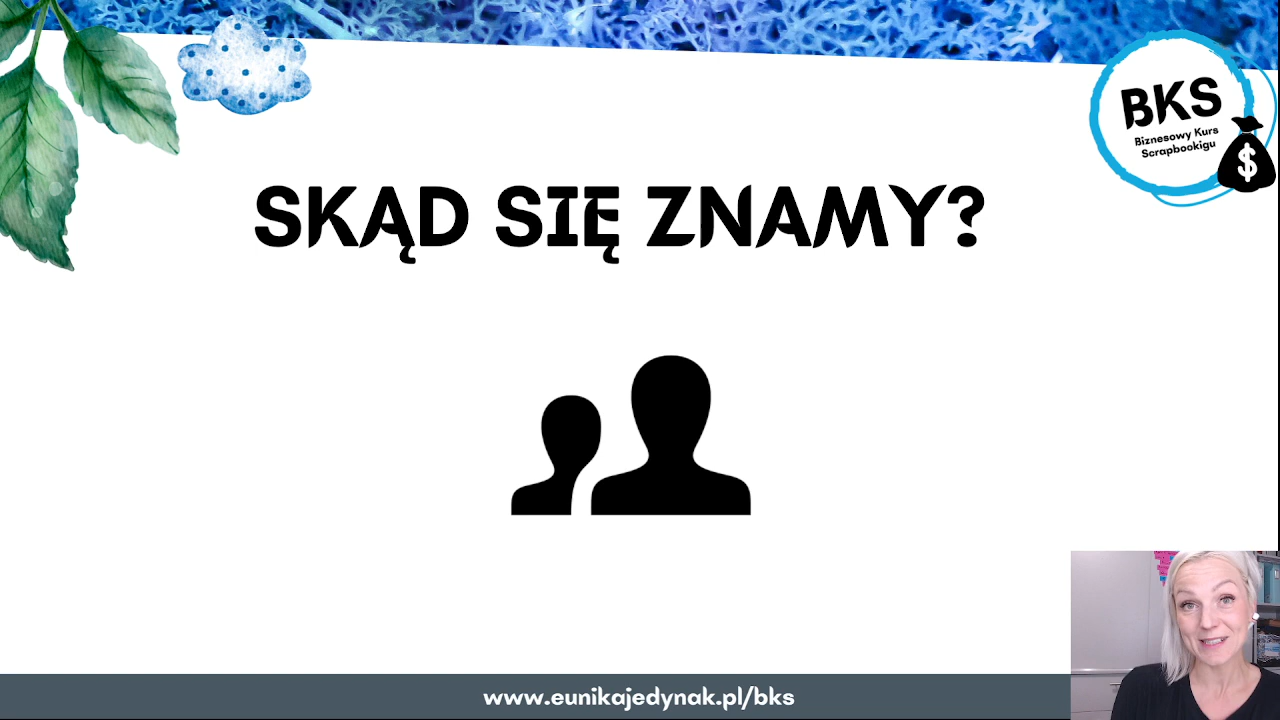 BKS
Biznesowy Kurs
Scrapbookigu
$
SKĄD SIĘ ZNAMY?
www.eunikajedynak.pl/bks